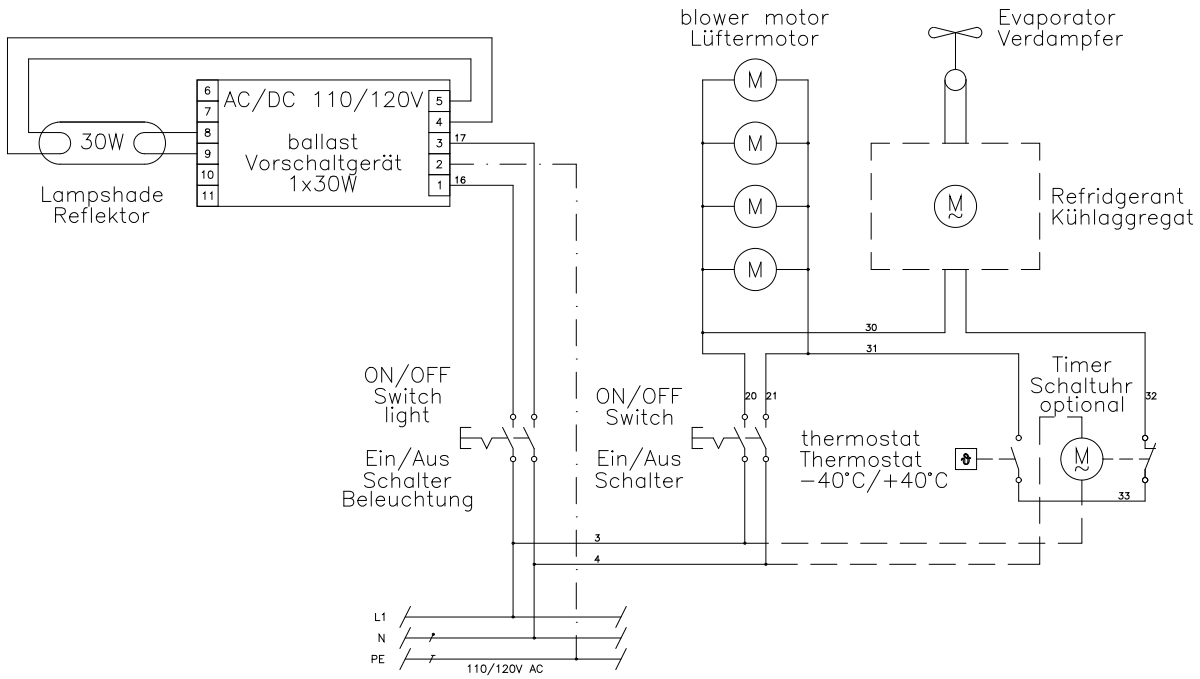 blower motor
Lüftermotor
Evaporator
Verdampfer
M
M
M
M
6
7
8
9
10
11
AC/DC 110/120V
ballast
Vorschaltgerät
1x30W
5
4
3
2
1
17
16
30W
Lampshade
Reflektor
M
~
Refridgerant
Kühlaggregat
30
31
ON/OFF
Switch
light
Ein/Aus
Schalter
Beleuchtung
ON/OFF
Switch
Ein/Aus
Schalter
20
21
thermostat
Thermostat
-40°C/+40°C
ϑ
Timer
Schaltuhr
optional
M
~
32
33
3
4
L1
N
PE
110/120V AC